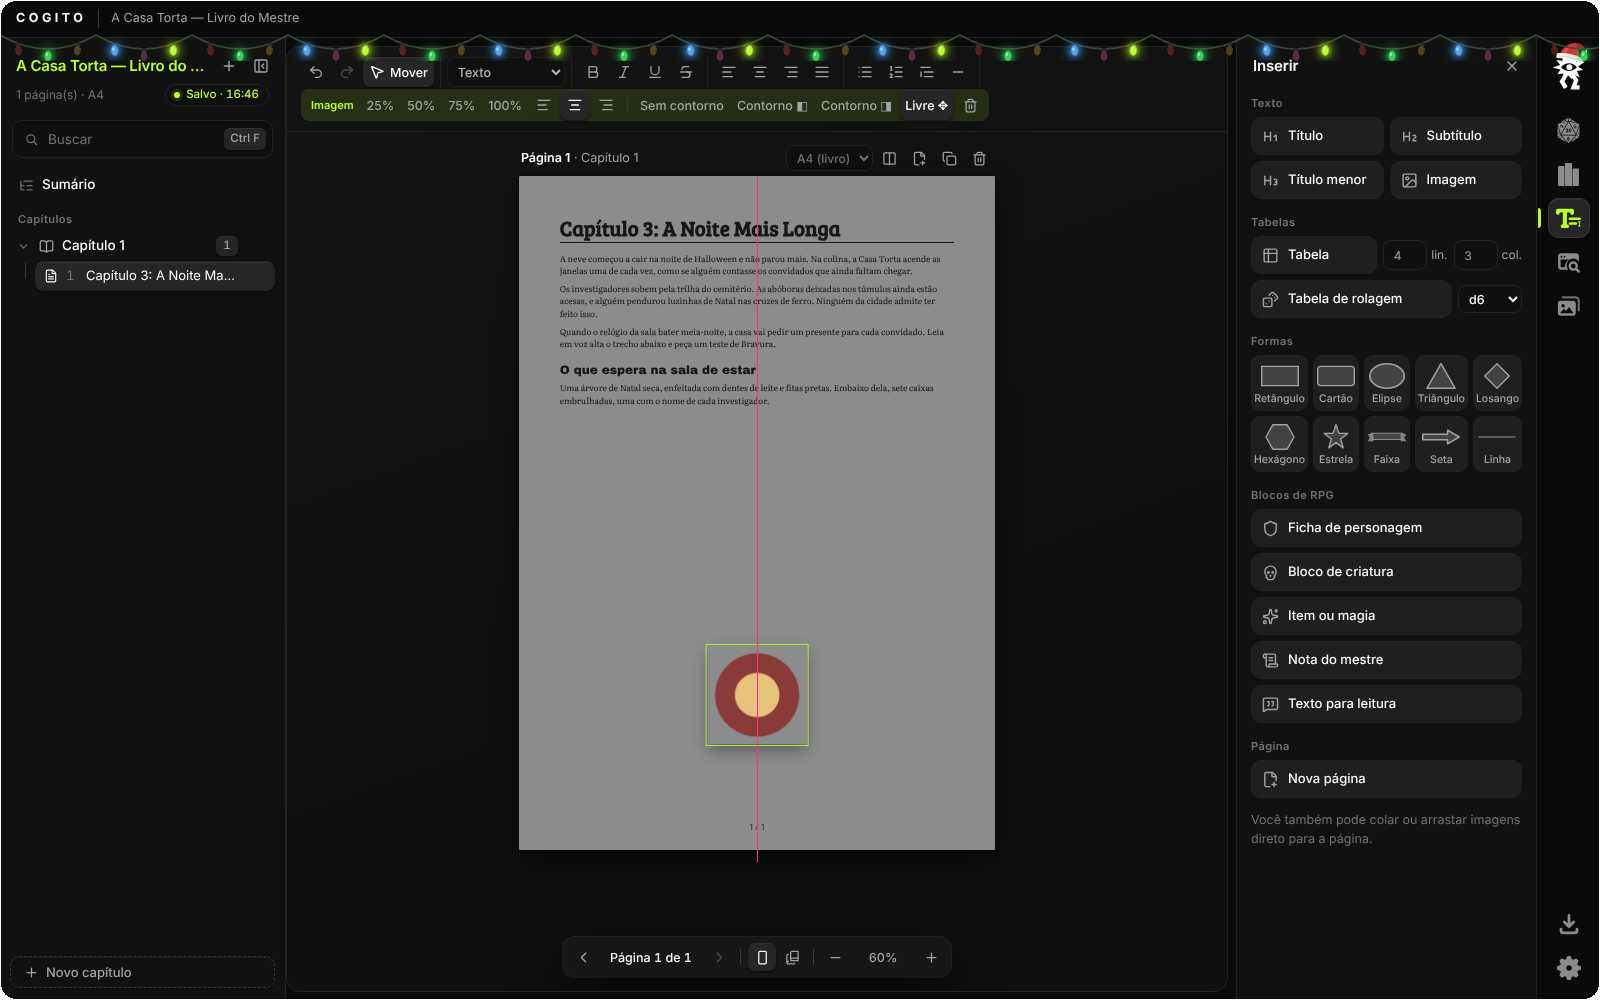 COGITO
A Casa Torta — Livro do Mestre
A Casa Torta — Livro do ...
1 página(s) · A4
Salvo · 16:46
Buscar
Ctrl F
Sumário
Capítulos
Capítulo 1
1
1 Capítulo 3: A Noite Ma...
Novo capítulo
Mover
Texto
B I U S
Imagem
25%
50%
75%
100%
Sem contorno
Contorno
Contorno
Livre
Página 1 · Capítulo 1
A4 (livro)
Capítulo 3: A Noite Mais Longa
A neve começou a cair na noite de Halloween e não parou mais. Na colina, a Casa Torta acende as
janelas uma de cada vez, como se alguém contasse os convidados que ainda faltam chegar.
Os investigadores sobem pela trilha do cemitério. As abóboras deixadas nos túmulos ainda estão
acesas, e alguém pendurou luzinhas de Natal nas cruzes de ferro. Ninguém da cidade admite ter
feito isso.
Quando o relógio da sala bater meia-noite, a casa vai pedir um presente para cada convidado. Leia
em voz alta o trecho abaixo e peça um teste de Bravura.
O que espera na sala de estar
Uma árvore de Natal seca, enfeitada com dentes de leite e fitas pretas. Embaixo dela, sete caixas
embrulhadas, uma com o nome de cada investigador.
1 / 1
Página 1 de 1
60%
Inserir
Texto
H1 Título
H2 Subtítulo
H3 Título menor
Imagem
Tabelas
Tabela
4 lin.
3 col.
Tabela de rolagem
d6
Formas
Retângulo
Cartão
Elipse
Triângulo
Losango
Hexágono
Estrela
Faixa
Seta
Linha
Blocos de RPG
Ficha de personagem
Bloco de criatura
Item ou magia
Nota do mestre
Texto para leitura
Página
Nova página
Você também pode colar ou arrastar imagens
direto para a página.